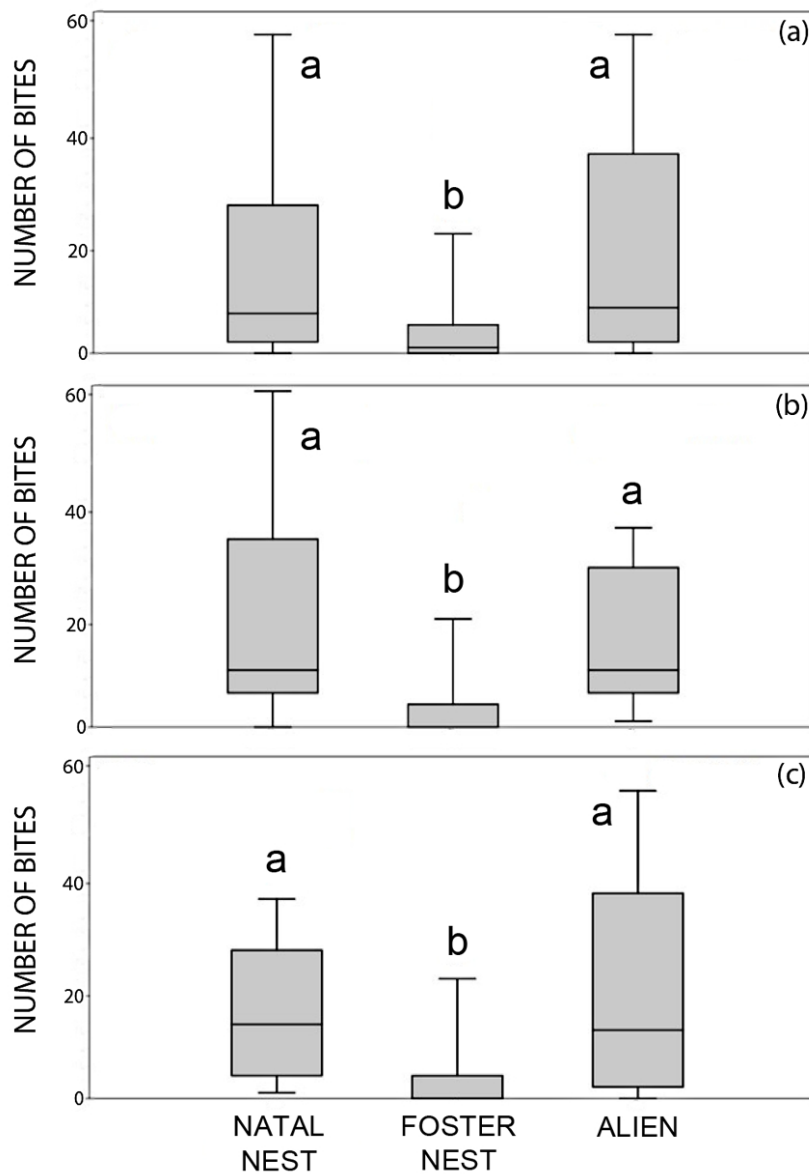 60
(a)
a
a
NUMBER OF BITES
40
b
20
0
60
(b)
a
a
NUMBER OF BITES
40
b
20
0
60
(c)
a
a
NUMBER OF BITES
40
b
20
0
NATAL
NEST
FOSTER
NEST
ALIEN